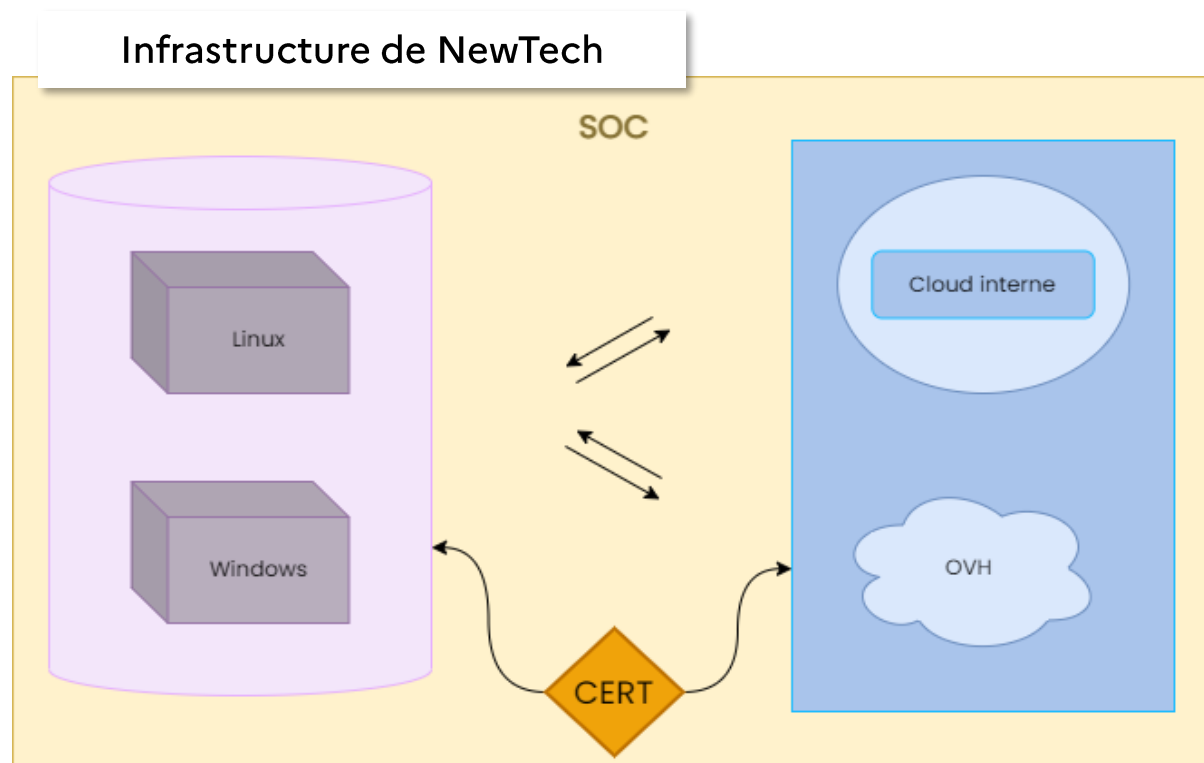 Infrastructure de NewTech
SOC
Linux
Cloud interne
Windows
OVH
CERT